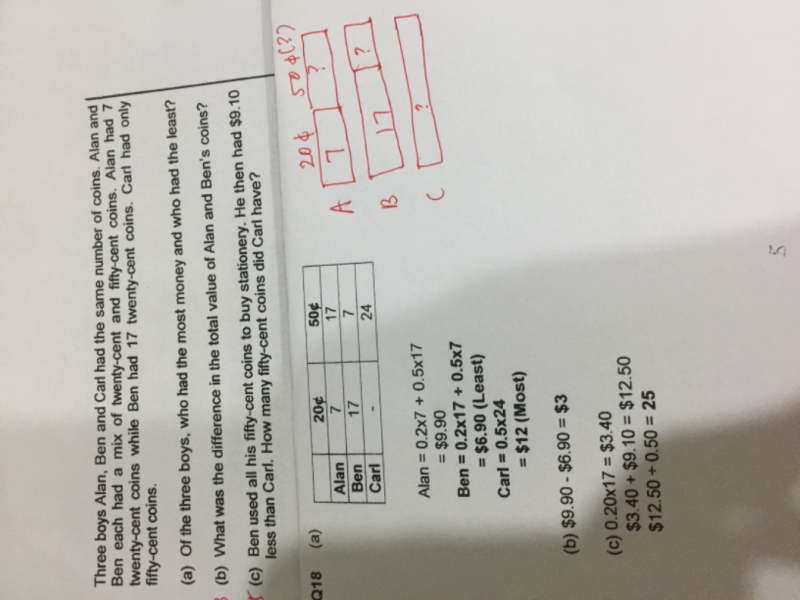 Three boys Alan, Ben and Carl had the same number of coins. Alan and
Ben each had a mix of twenty-cent and fifty-cent coins. Alan had 7
twenty-cent coins while Ben had 17 twenty-cent coins. Carl had only
fifty-cent coins.
(a) Of the three boys, who had the most money and who had the least?
(b) What was the difference in the total value of Alan and Ben's coins?
(c) Ben used all his fifty-cent coins to buy stationery. He then had $9.10
less than Carl. How many fifty-cent coins did Carl have?
Q18 (a)
20¢ 50¢
Alan 7 17
Ben 17 7
Carl - 24
20¢ 50¢(?)
A 7 ?
B 17 ?
C ?
Alan = 0.2x7 + 0.5x17
= $9.90
Ben = 0.2x17 + 0.5x7
= $6.90 (Least)
Carl = 0.5x24
= $12 (Most)
(b) $9.90 - $6.90 = $3
(c) 0.20x17 = $3.40
$3.40 + $9.10 = $12.50
$12.50 ÷ 0.50 = 25
5